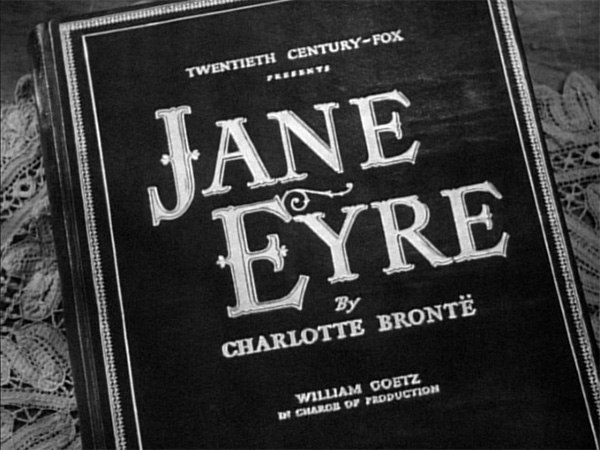 TWENTIETH CENTURY-FOX
PRESENTS
JANE
EYRE
By
CHARLOTTE BRONTË
WILLIAM GOETZ
IN CHARGE OF PRODUCTION